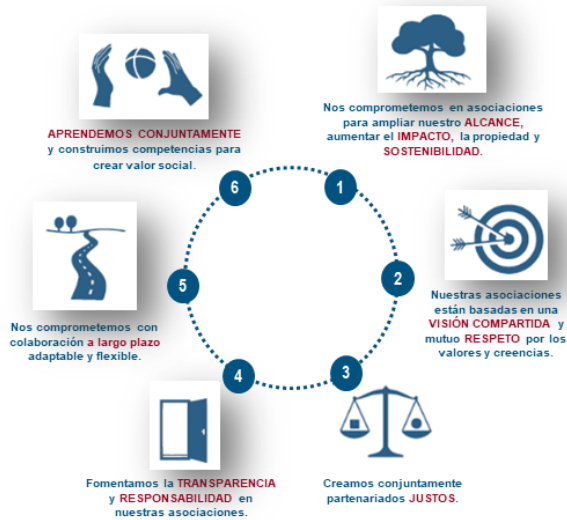 Nos comprometemos en asociaciones
para ampliar nuestro ALCANCE,
aumentar el IMPACTO, la propiedad y
SOSTENIBILIDAD.
APRENDEMOS CONJUNTAMENTE
y construimos competencias para
crear valor social.
6
1
5
2
Nuestras asociaciones
están basadas en una
VISIÓN COMPARTIDA y
mutuo RESPETO por los
valores y creencias.
Nos comprometemos con
colaboración a largo plazo
adaptable y flexible.
4
3
Fomentamos la TRANSPARENCIA
y RESPONSABILIDAD en
nuestras asociaciones.
Creamos conjuntamente
partenariados JUSTOS.